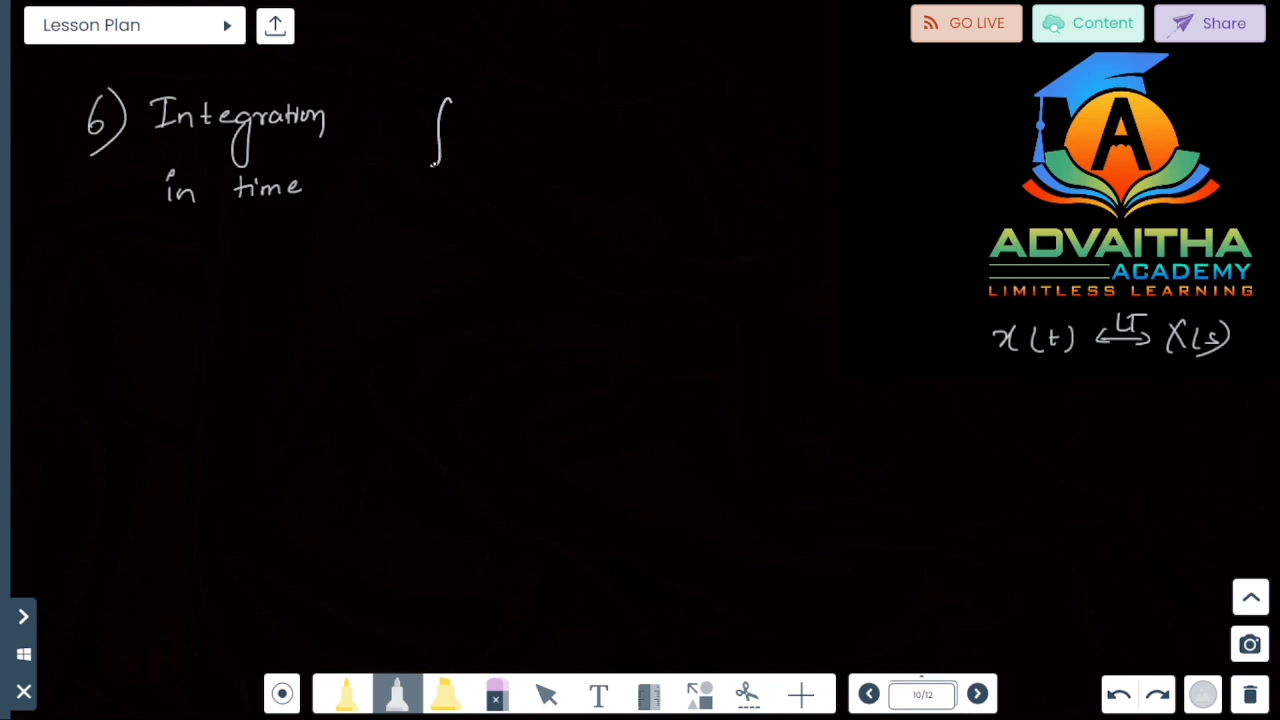 Lesson Plan
GO LIVE
Content
Share
6) Integration ∫
in time
A
ADVAITHA
ACADEMY
LIMITLESS LEARNING
x(t) ⟷ LT X(s)
T
10/12